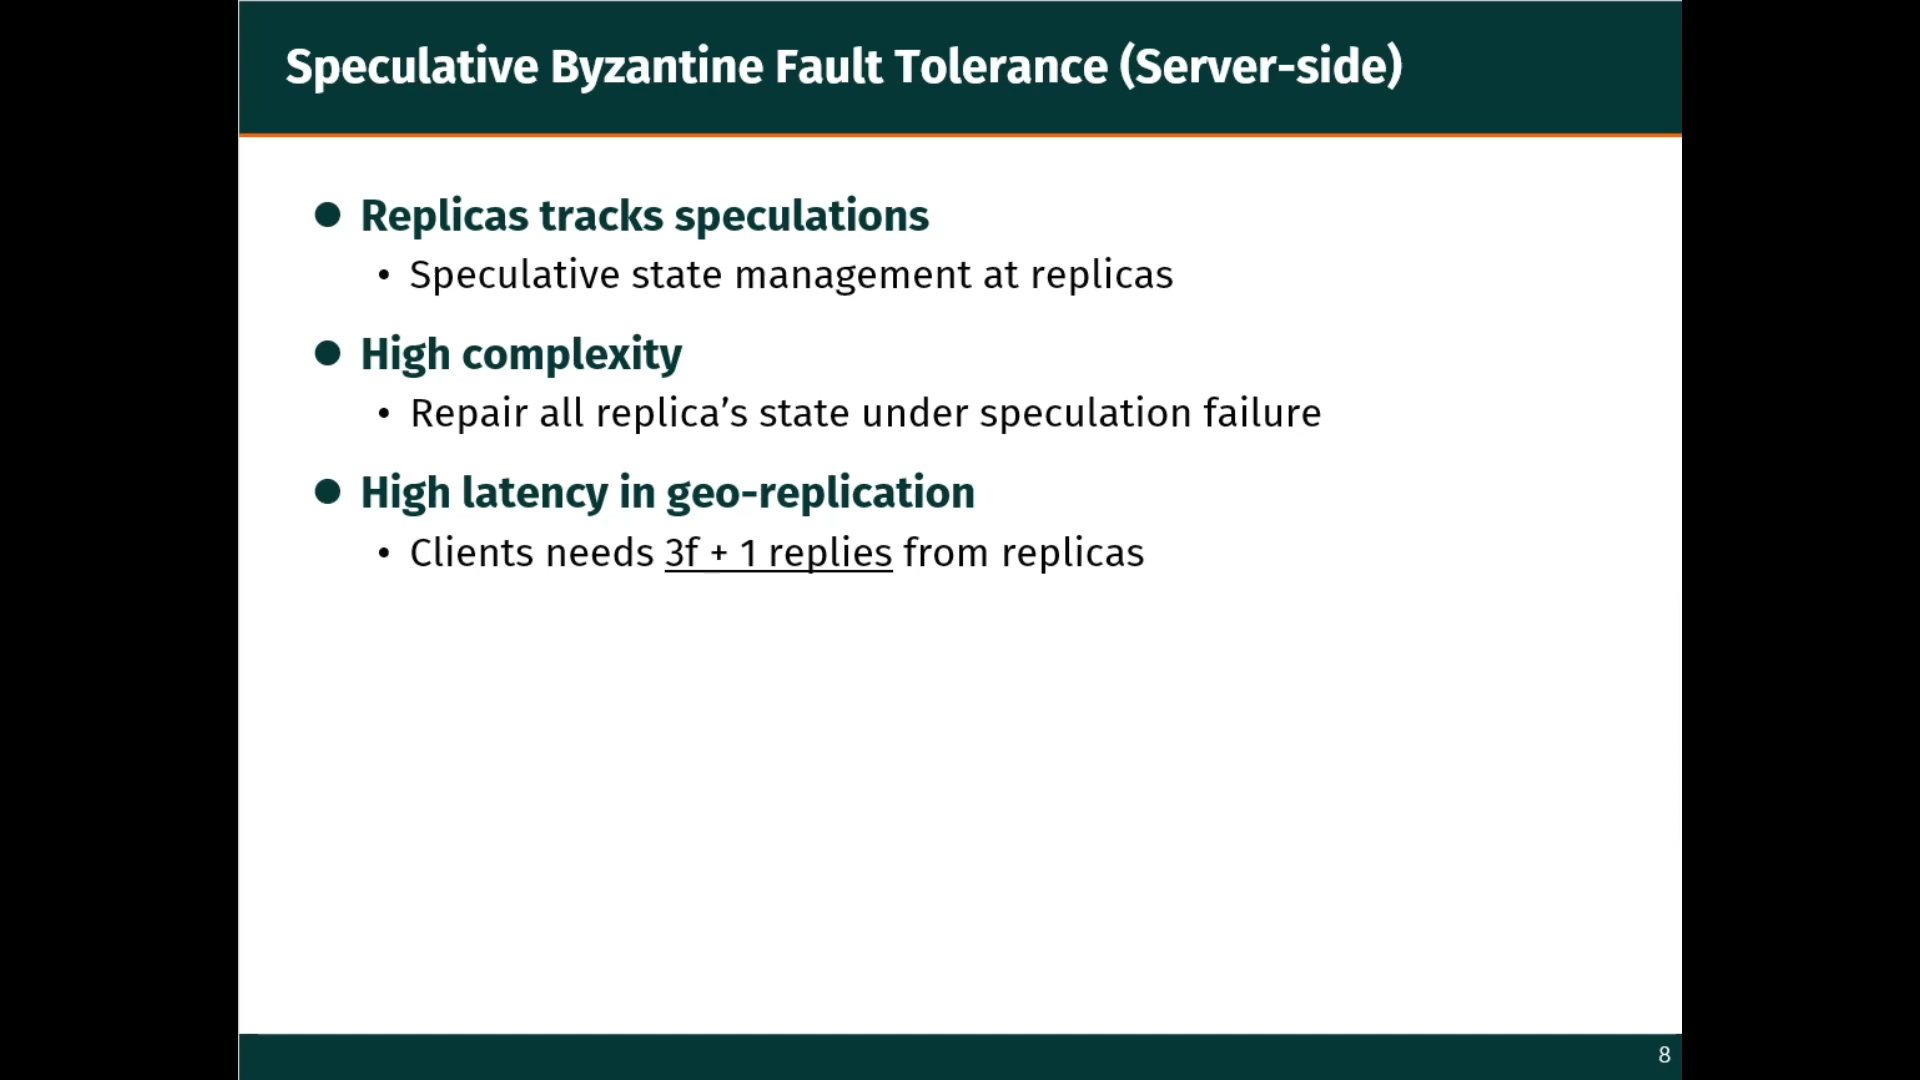 Speculative Byzantine Fault Tolerance (Server-side)
● Replicas tracks speculations
• Speculative state management at replicas
● High complexity
• Repair all replica’s state under speculation failure
● High latency in geo-replication
• Clients needs 3f + 1 replies from replicas
8